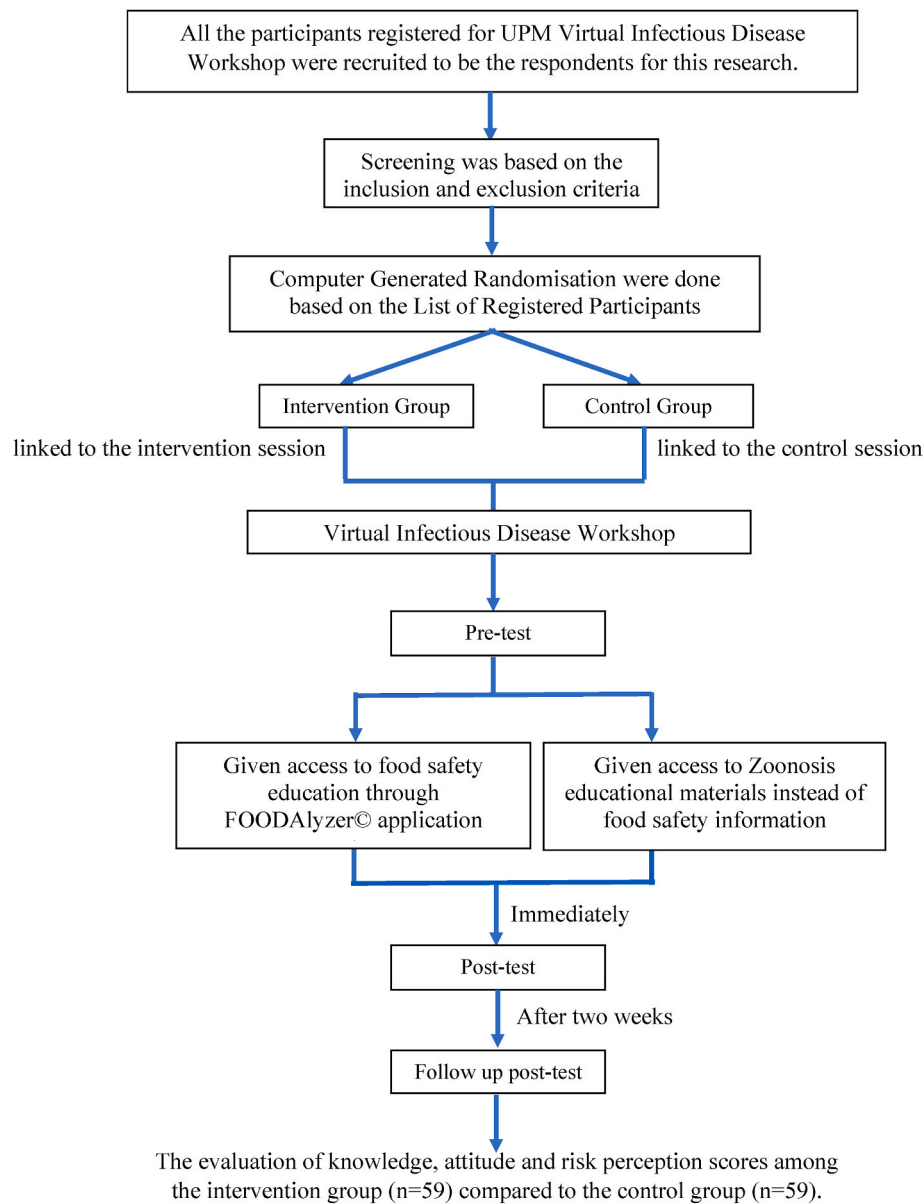 All the participants registered for UPM Virtual Infectious Disease
Workshop were recruited to be the respondents for this research.
Screening was based on the
inclusion and exclusion criteria
Computer Generated Randomisation were done
based on the List of Registered Participants
Intervention Group
Control Group
linked to the intervention session
linked to the control session
Virtual Infectious Disease Workshop
Pre-test
Given access to food safety
education through
FOODAlyzer© application
Given access to Zoonosis
educational materials instead of
food safety information
Immediately
Post-test
After two weeks
Follow up post-test
The evaluation of knowledge, attitude and risk perception scores among
the intervention group (n=59) compared to the control group (n=59).